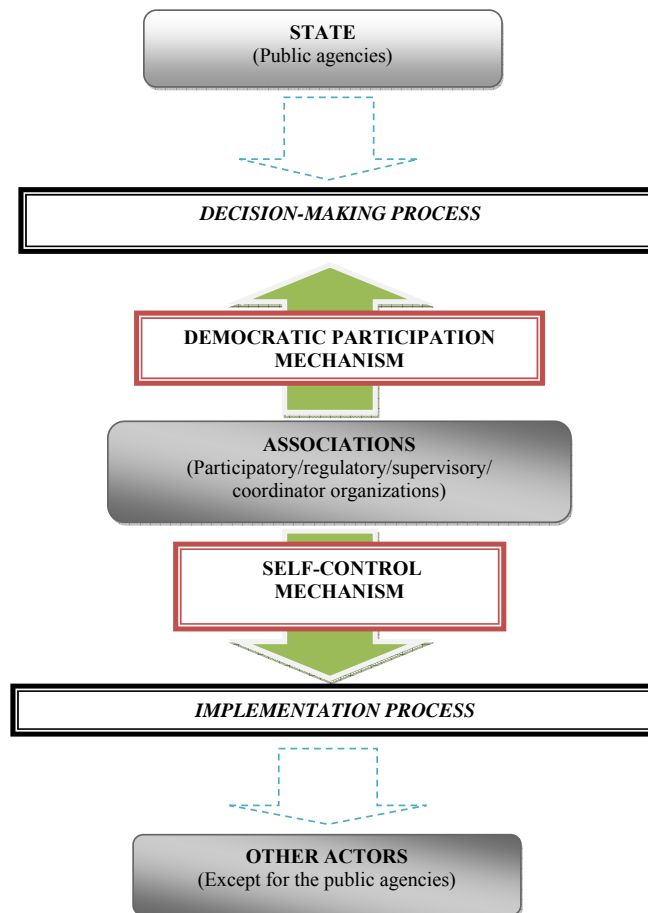 STATE
(Public agencies)
DECISION-MAKING PROCESS
DEMOCRATIC PARTICIPATION
MECHANISM
ASSOCIATIONS
(Participatory/regulatory/supervisory/
coordinator organizations)
SELF-CONTROL
MECHANISM
IMPLEMENTATION PROCESS
OTHER ACTORS
(Except for the public agencies)